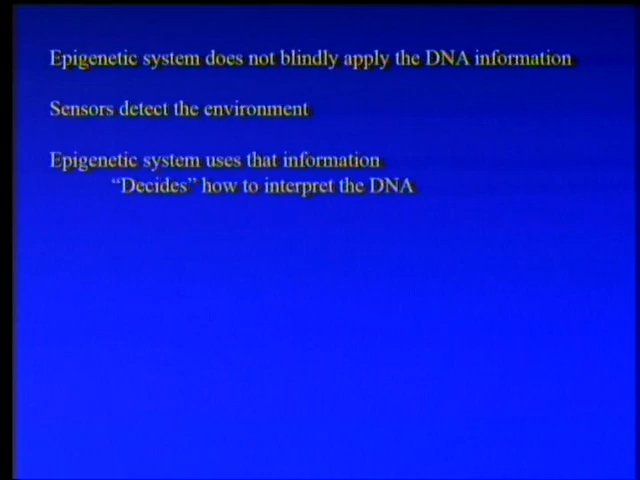 Epigenetic system does not blindly apply the DNA information
Sensors detect the environment
Epigenetic system uses that information
“Decides” how to interpret the DNA